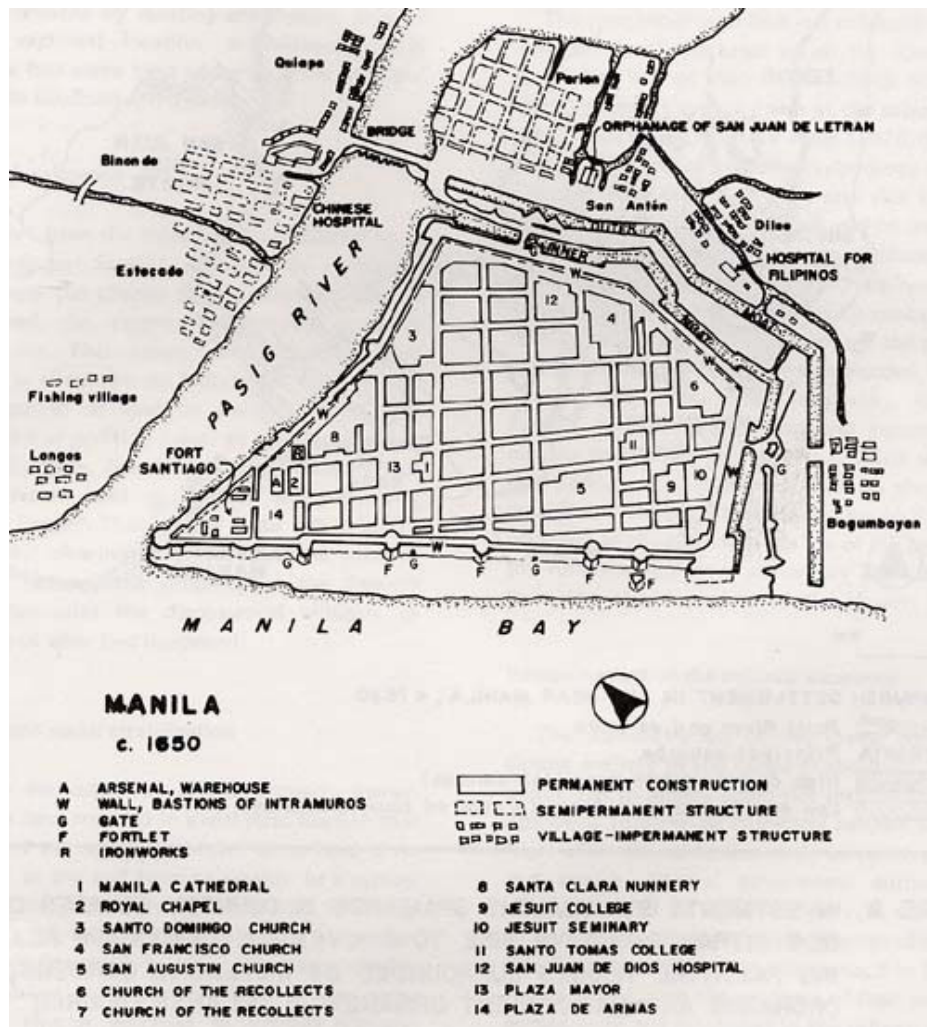 Quiapo
Parian
BRIDGE
ORPHANAGE OF SAN JUAN DE LETRAN
Binondo
CHINESE
HOSPITAL
San Antón
Dilao
OUTER
INNER
HOSPITAL FOR
FILIPINOS
MOAT
MOAT
Estacado
PASIG RIVER
Fishing village
Longos
FORT
SANTIAGO
Bagumbayan
G
W
W
W
W
W
3
12
4
6
8
R
A
2
13
1
11
5
9
10
14
G
G
F
G
F
G
F
F
MANILA BAY
MANILA
c. 1650
A ARSENAL, WAREHOUSE
W WALL, BASTIONS OF INTRAMUROS
G GATE
F FORTLET
R IRONWORKS
PERMANENT CONSTRUCTION
SEMIPERMANENT STRUCTURE
VILLAGE-IMPERMANENT STRUCTURE
1 MANILA CATHEDRAL
2 ROYAL CHAPEL
3 SANTO DOMINGO CHURCH
4 SAN FRANCISCO CHURCH
5 SAN AUGUSTIN CHURCH
6 CHURCH OF THE RECOLLECTS
7 CHURCH OF THE RECOLLECTS
8 SANTA CLARA NUNNERY
9 JESUIT COLLEGE
10 JESUIT SEMINARY
11 SANTO TOMAS COLLEGE
12 SAN JUAN DE DIOS HOSPITAL
13 PLAZA MAYOR
14 PLAZA DE ARMAS